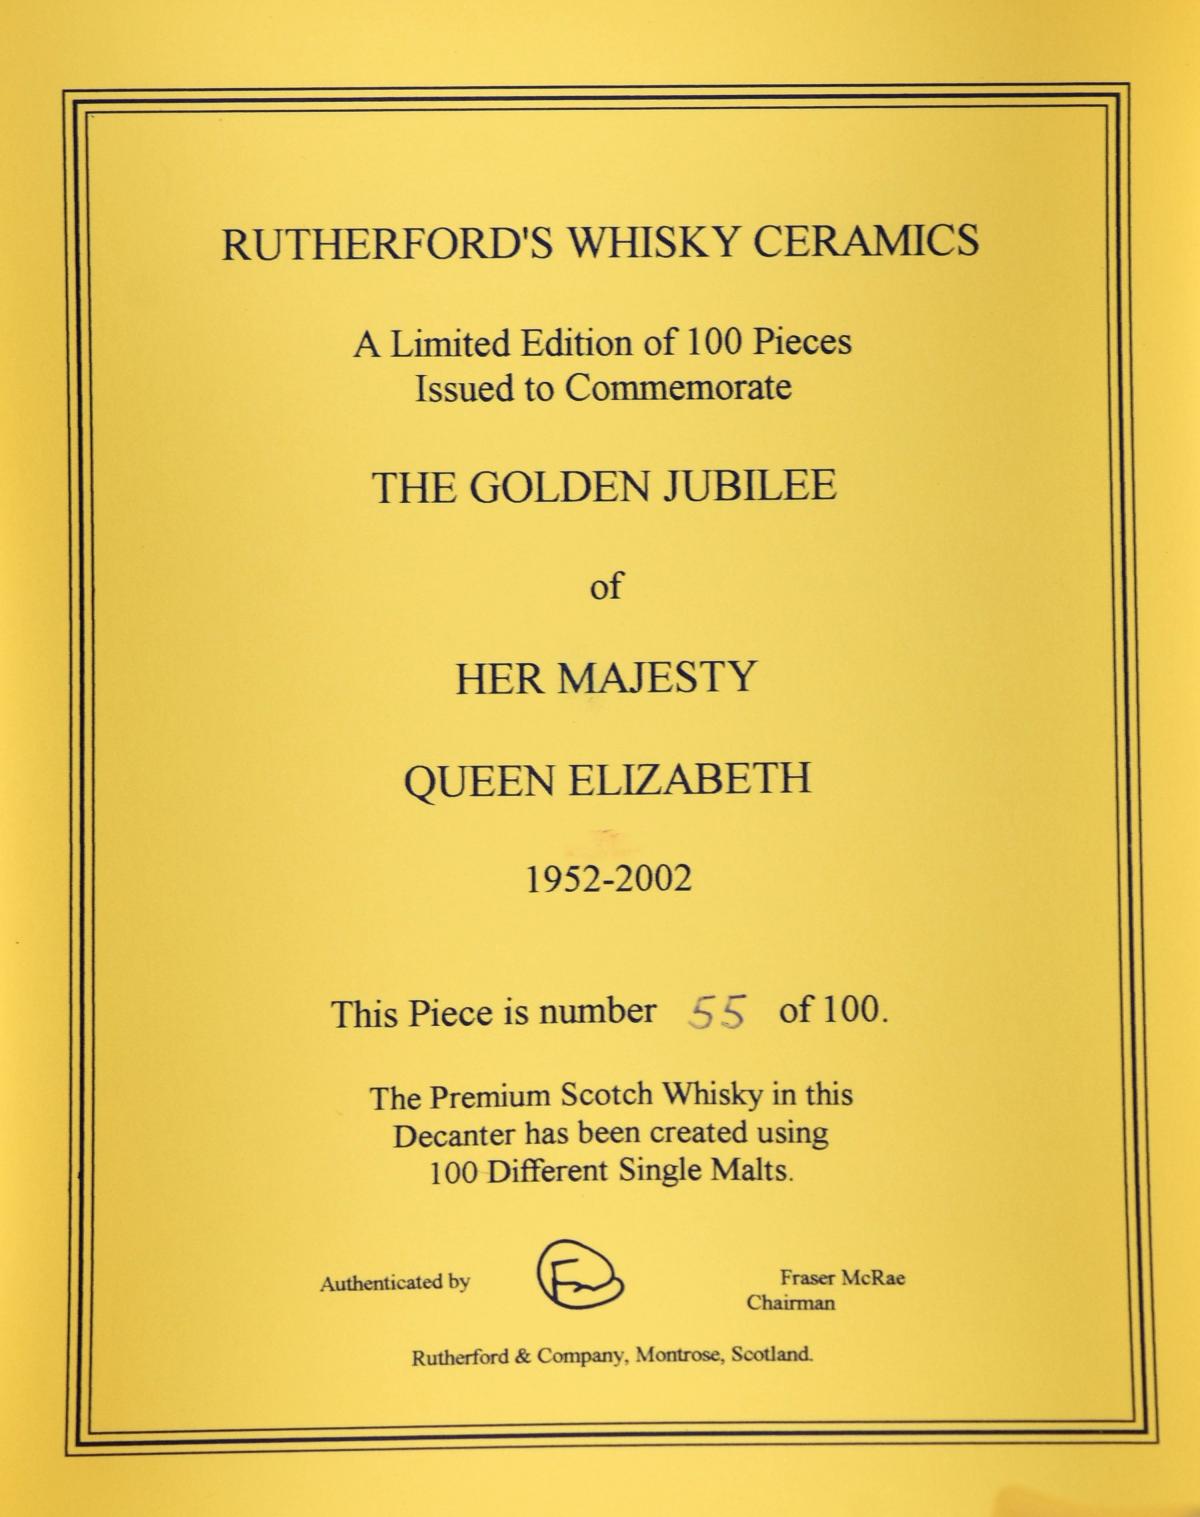 RUTHERFORD'S WHISKY CERAMICS
A Limited Edition of 100 Pieces
Issued to Commemorate
THE GOLDEN JUBILEE
of
HER MAJESTY
QUEEN ELIZABETH
1952-2002
This Piece is number 55 of 100.
The Premium Scotch Whisky in this
Decanter has been created using
100 Different Single Malts.
Authenticated by Fraser McRae
Chairman
Rutherford & Company, Montrose, Scotland.